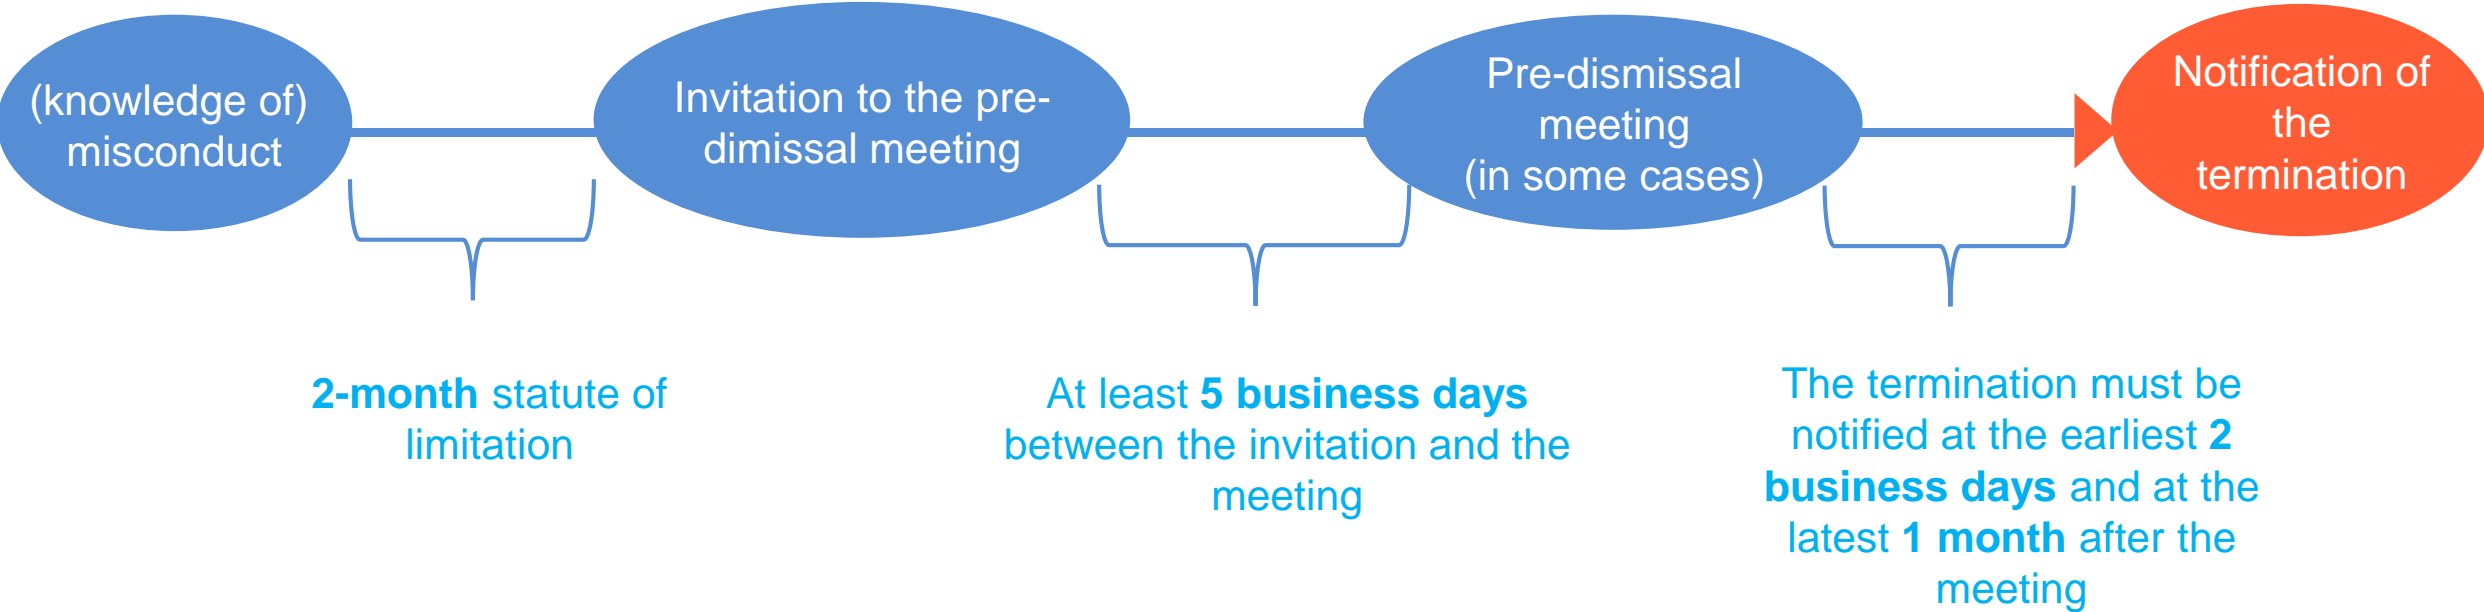 (knowledge of)
misconduct
Invitation to the pre-
dimissal meeting
Pre-dismissal
meeting
(in some cases)
Notification of
the
termination
2-month statute of
limitation
At least 5 business days
between the invitation and the
meeting
The termination must be
notified at the earliest 2
business days and at the
latest 1 month after the
meeting